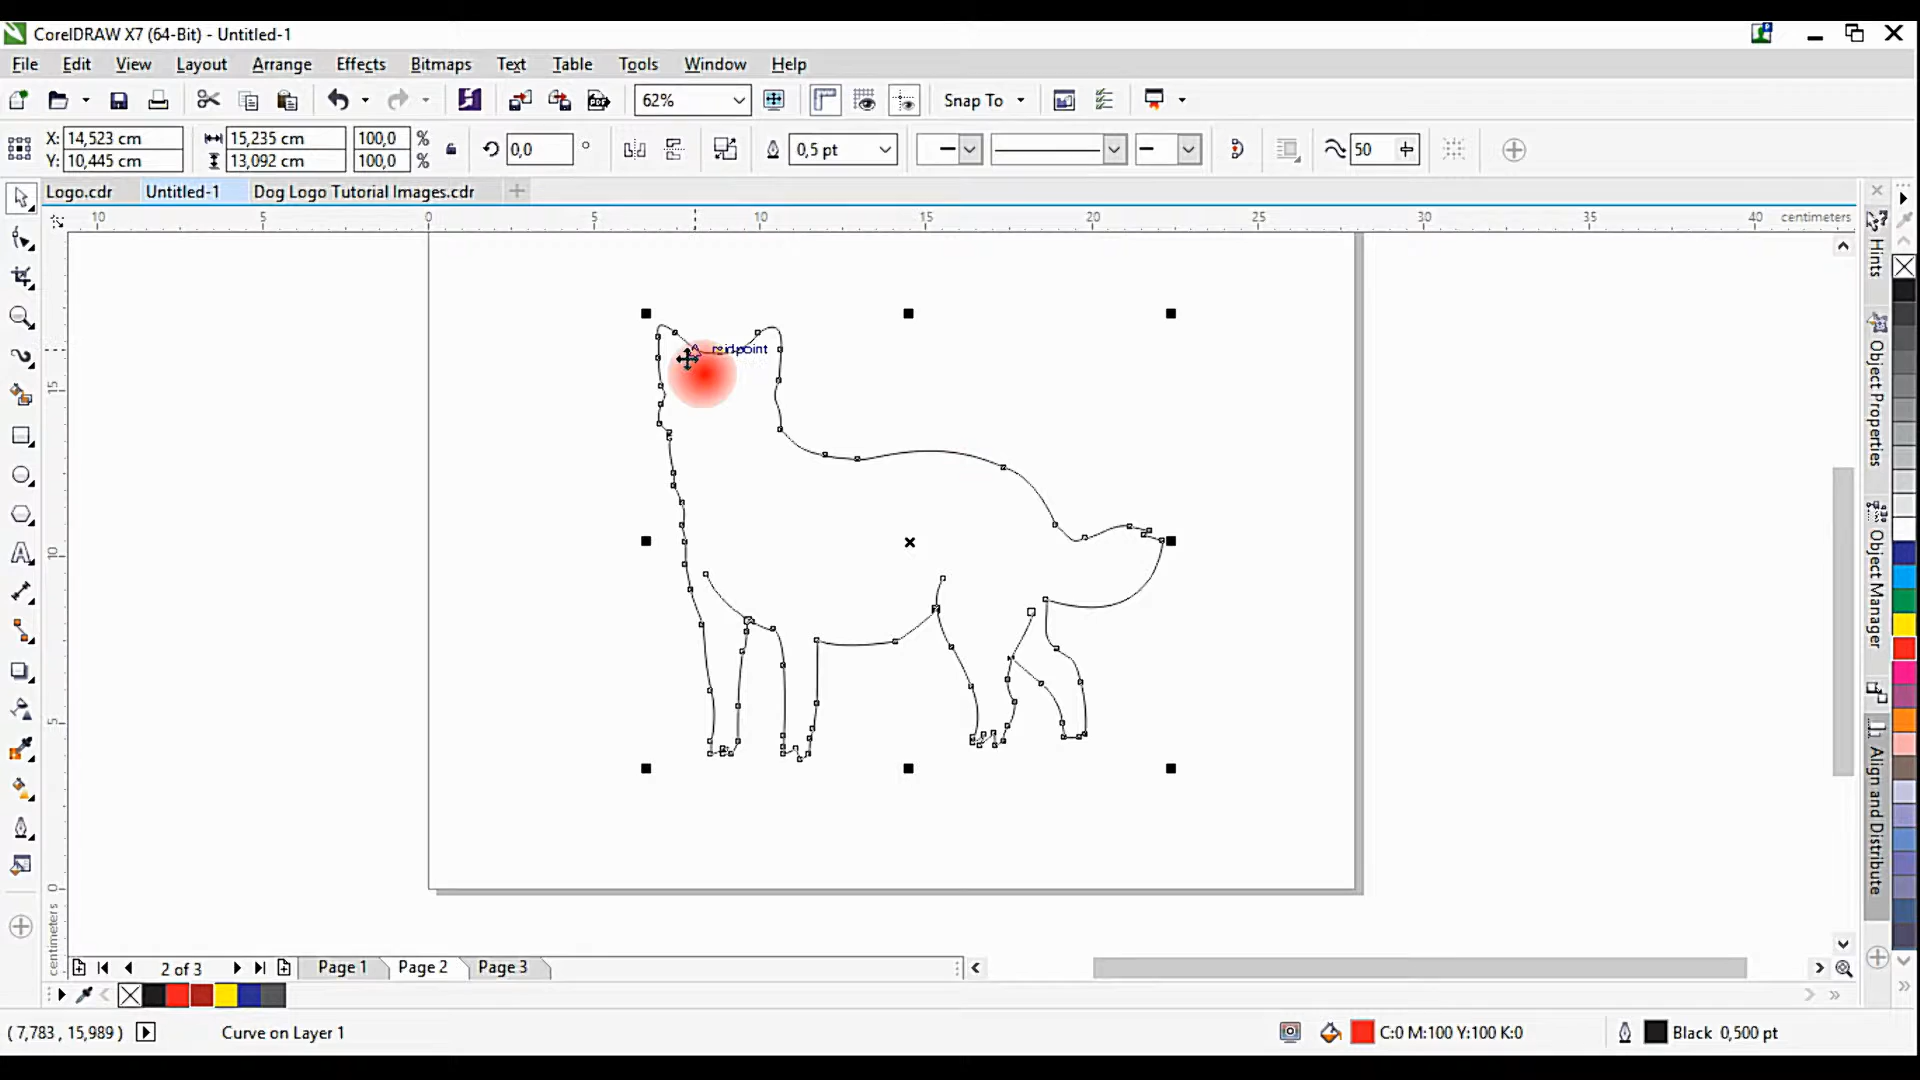 CorelDRAW X7 (64-Bit) - Untitled-1
File Edit View Layout Arrange Effects Bitmaps Text Table Tools Window Help
62% Snap To
X: 14,523 cm 15,235 cm 100,0 %
Y: 10,445 cm 13,092 cm 100,0 %
0,0 ° 0,5 pt 50
Logo.cdr Untitled-1 Dog Logo Tutorial Images.cdr
10 5 0 5 10 15 20 25 30 35 40 centimeters
15
10
5
0
centimeters
midpoint
Hints
Object Properties
Object Manager
Align and Distribute
2 of 3 Page 1 Page 2 Page 3
( 7,783 , 15,989 ) Curve on Layer 1 C:0 M:100 Y:100 K:0 Black 0,500 pt